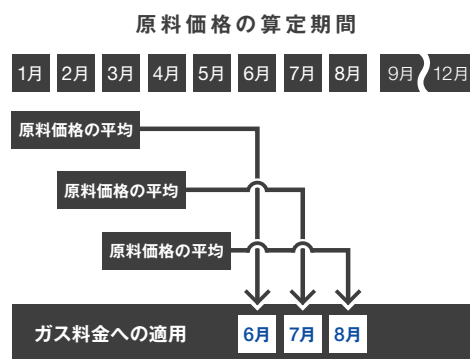 原料価格の算定期間
1月 2月 3月 4月 5月 6月 7月 8月 9月 12月
原料価格の平均
原料価格の平均
原料価格の平均
ガス料金への適用 6月 7月 8月